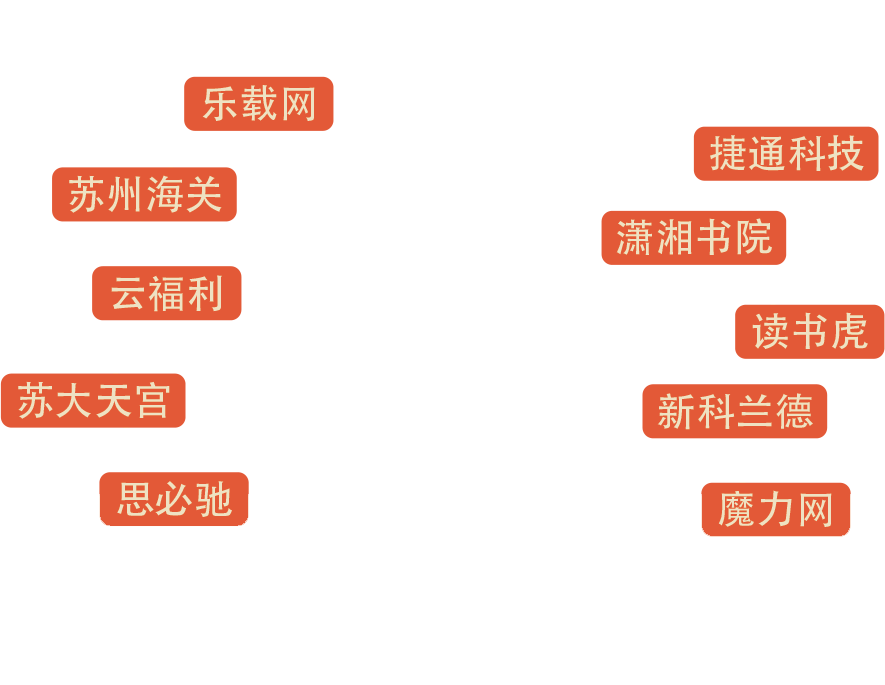 乐载网
苏州海关
云福利
苏大天宫
思必驰
捷通科技
潇湘书院
读书虎
新科兰德
魔力网